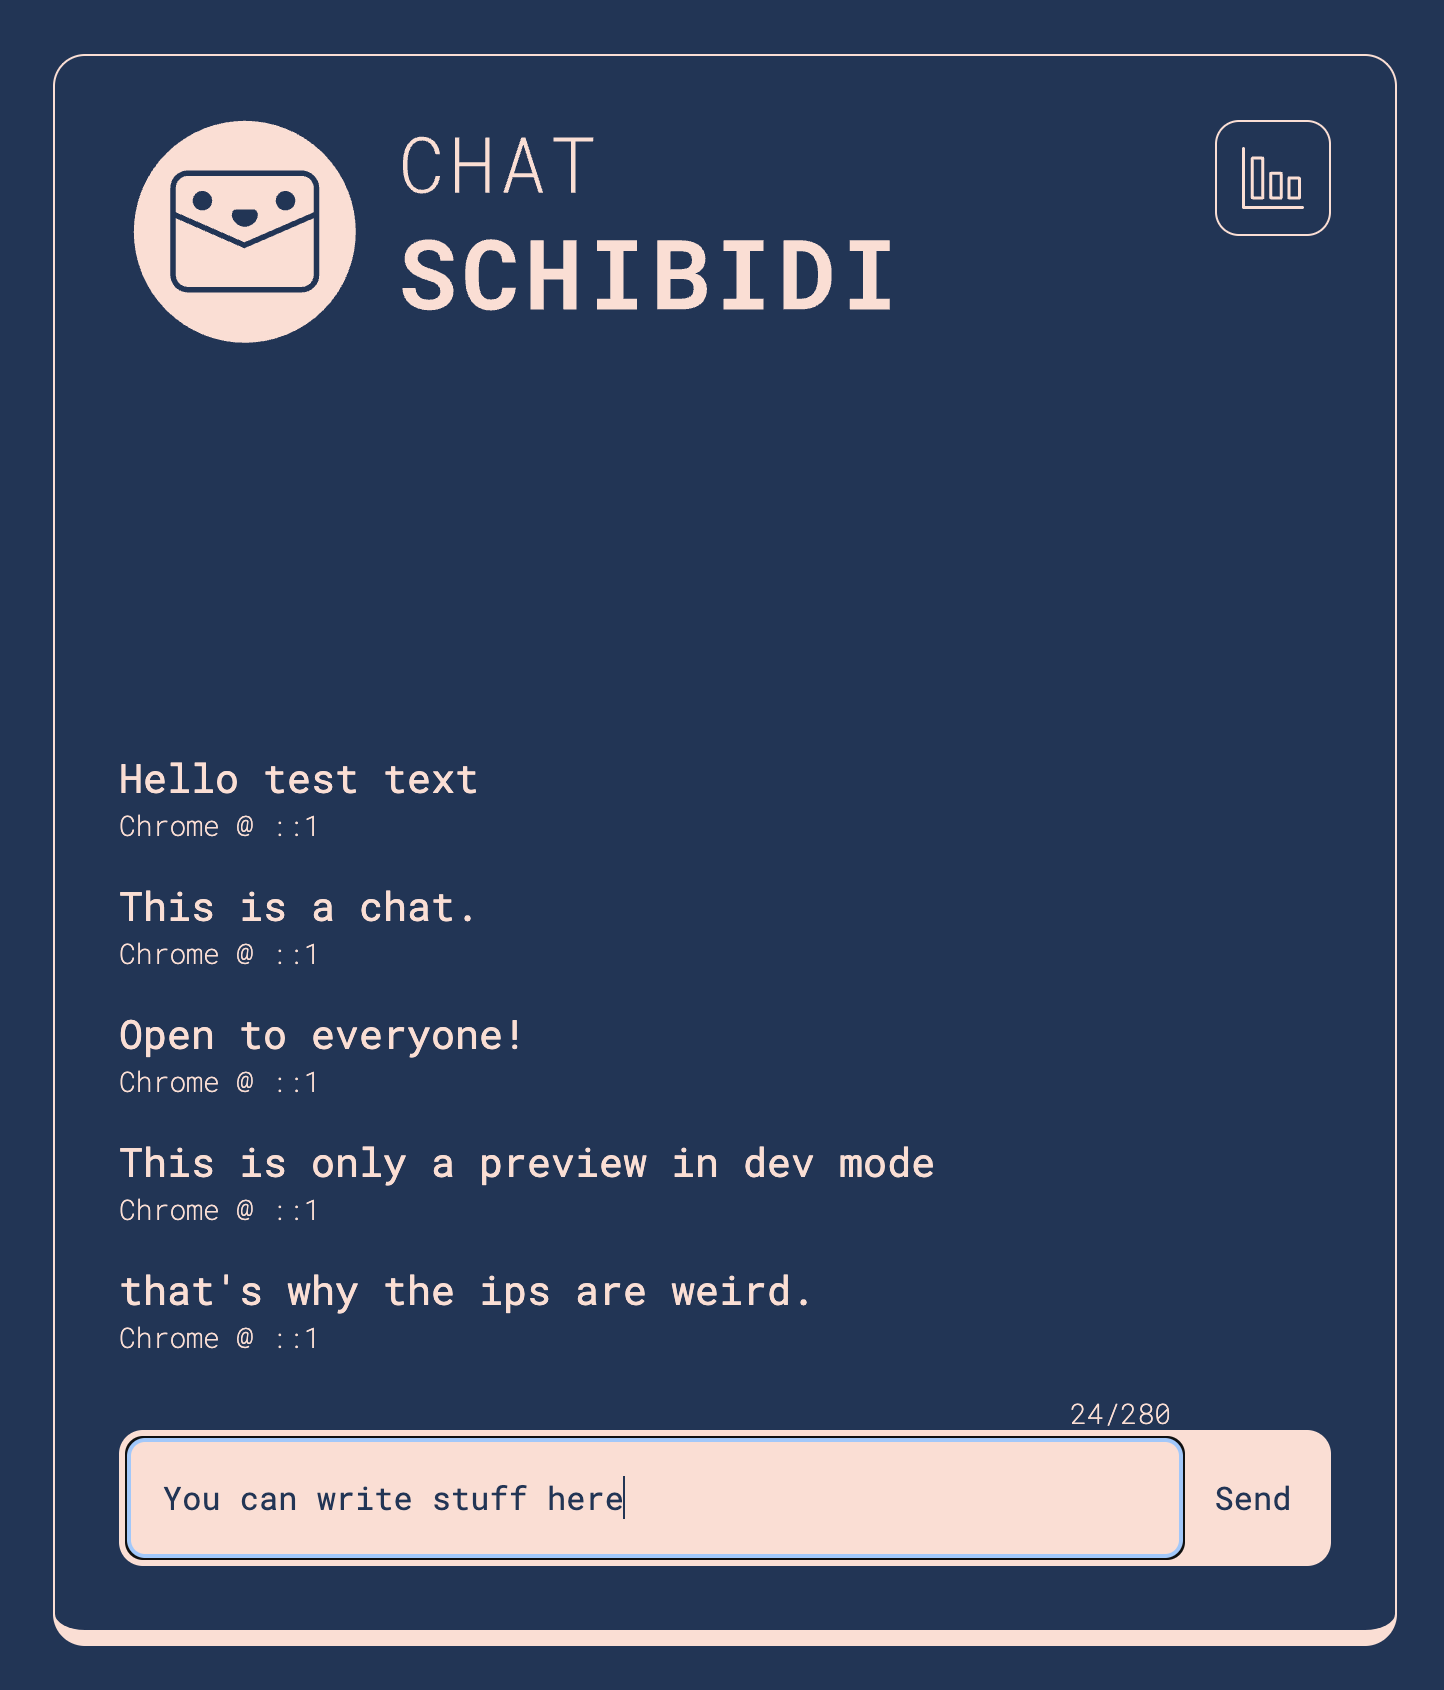 CHAT
SCHIBIDI
Hello test text
Chrome @ ::1
This is a chat.
Chrome @ ::1
Open to everyone!
Chrome @ ::1
This is only a preview in dev mode
Chrome @ ::1
that's why the ips are weird.
Chrome @ ::1
24/280
You can write stuff here
Send